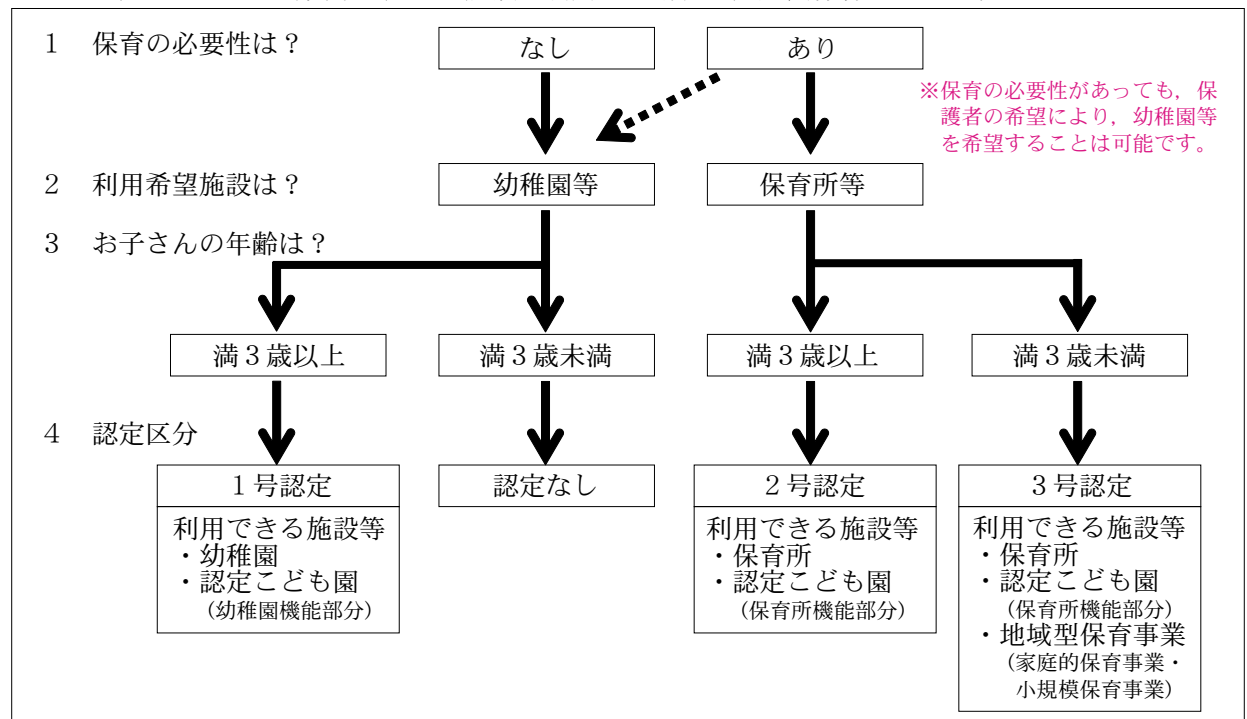 1 保育の必要性は？
なし
あり
※保育の必要性があっても，保
護者の希望により，幼稚園等
を希望することは可能です。
2 利用希望施設は？
幼稚園等
保育所等
3 お子さんの年齢は？
満３歳以上
満３歳未満
満３歳以上
満３歳未満
4 認定区分
１号認定
利用できる施設等
・幼稚園
・認定こども園
（幼稚園機能部分）
認定なし
２号認定
利用できる施設等
・保育所
・認定こども園
（保育所機能部分）
３号認定
利用できる施設等
・保育所
・認定こども園
（保育所機能部分）
・地域型保育事業
（家庭的保育事業・
小規模保育事業）